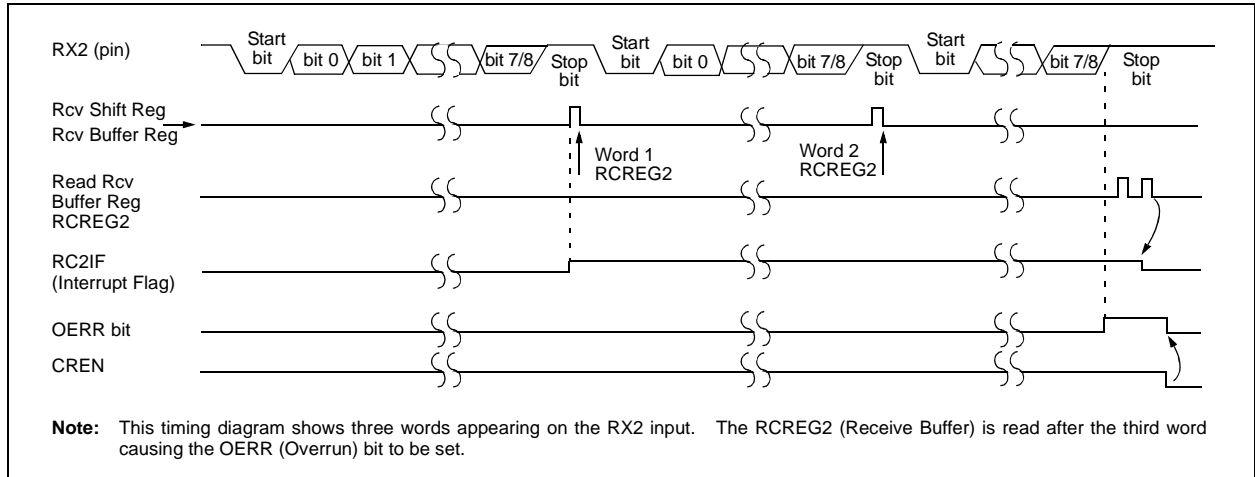 RX2 (pin)
Start bit
bit 0
bit 1
bit 7/8
Stop bit
Start bit
bit 0
bit 7/8
Stop bit
Start bit
bit 7/8
Stop bit
Rcv Shift Reg
Rcv Buffer Reg
Word 1
RCREG2
Word 2
RCREG2
Read Rcv
Buffer Reg
RCREG2
RC2IF
(Interrupt Flag)
OERR bit
CREN
Note: This timing diagram shows three words appearing on the RX2 input. The RCREG2 (Receive Buffer) is read after the third word
causing the OERR (Overrun) bit to be set.